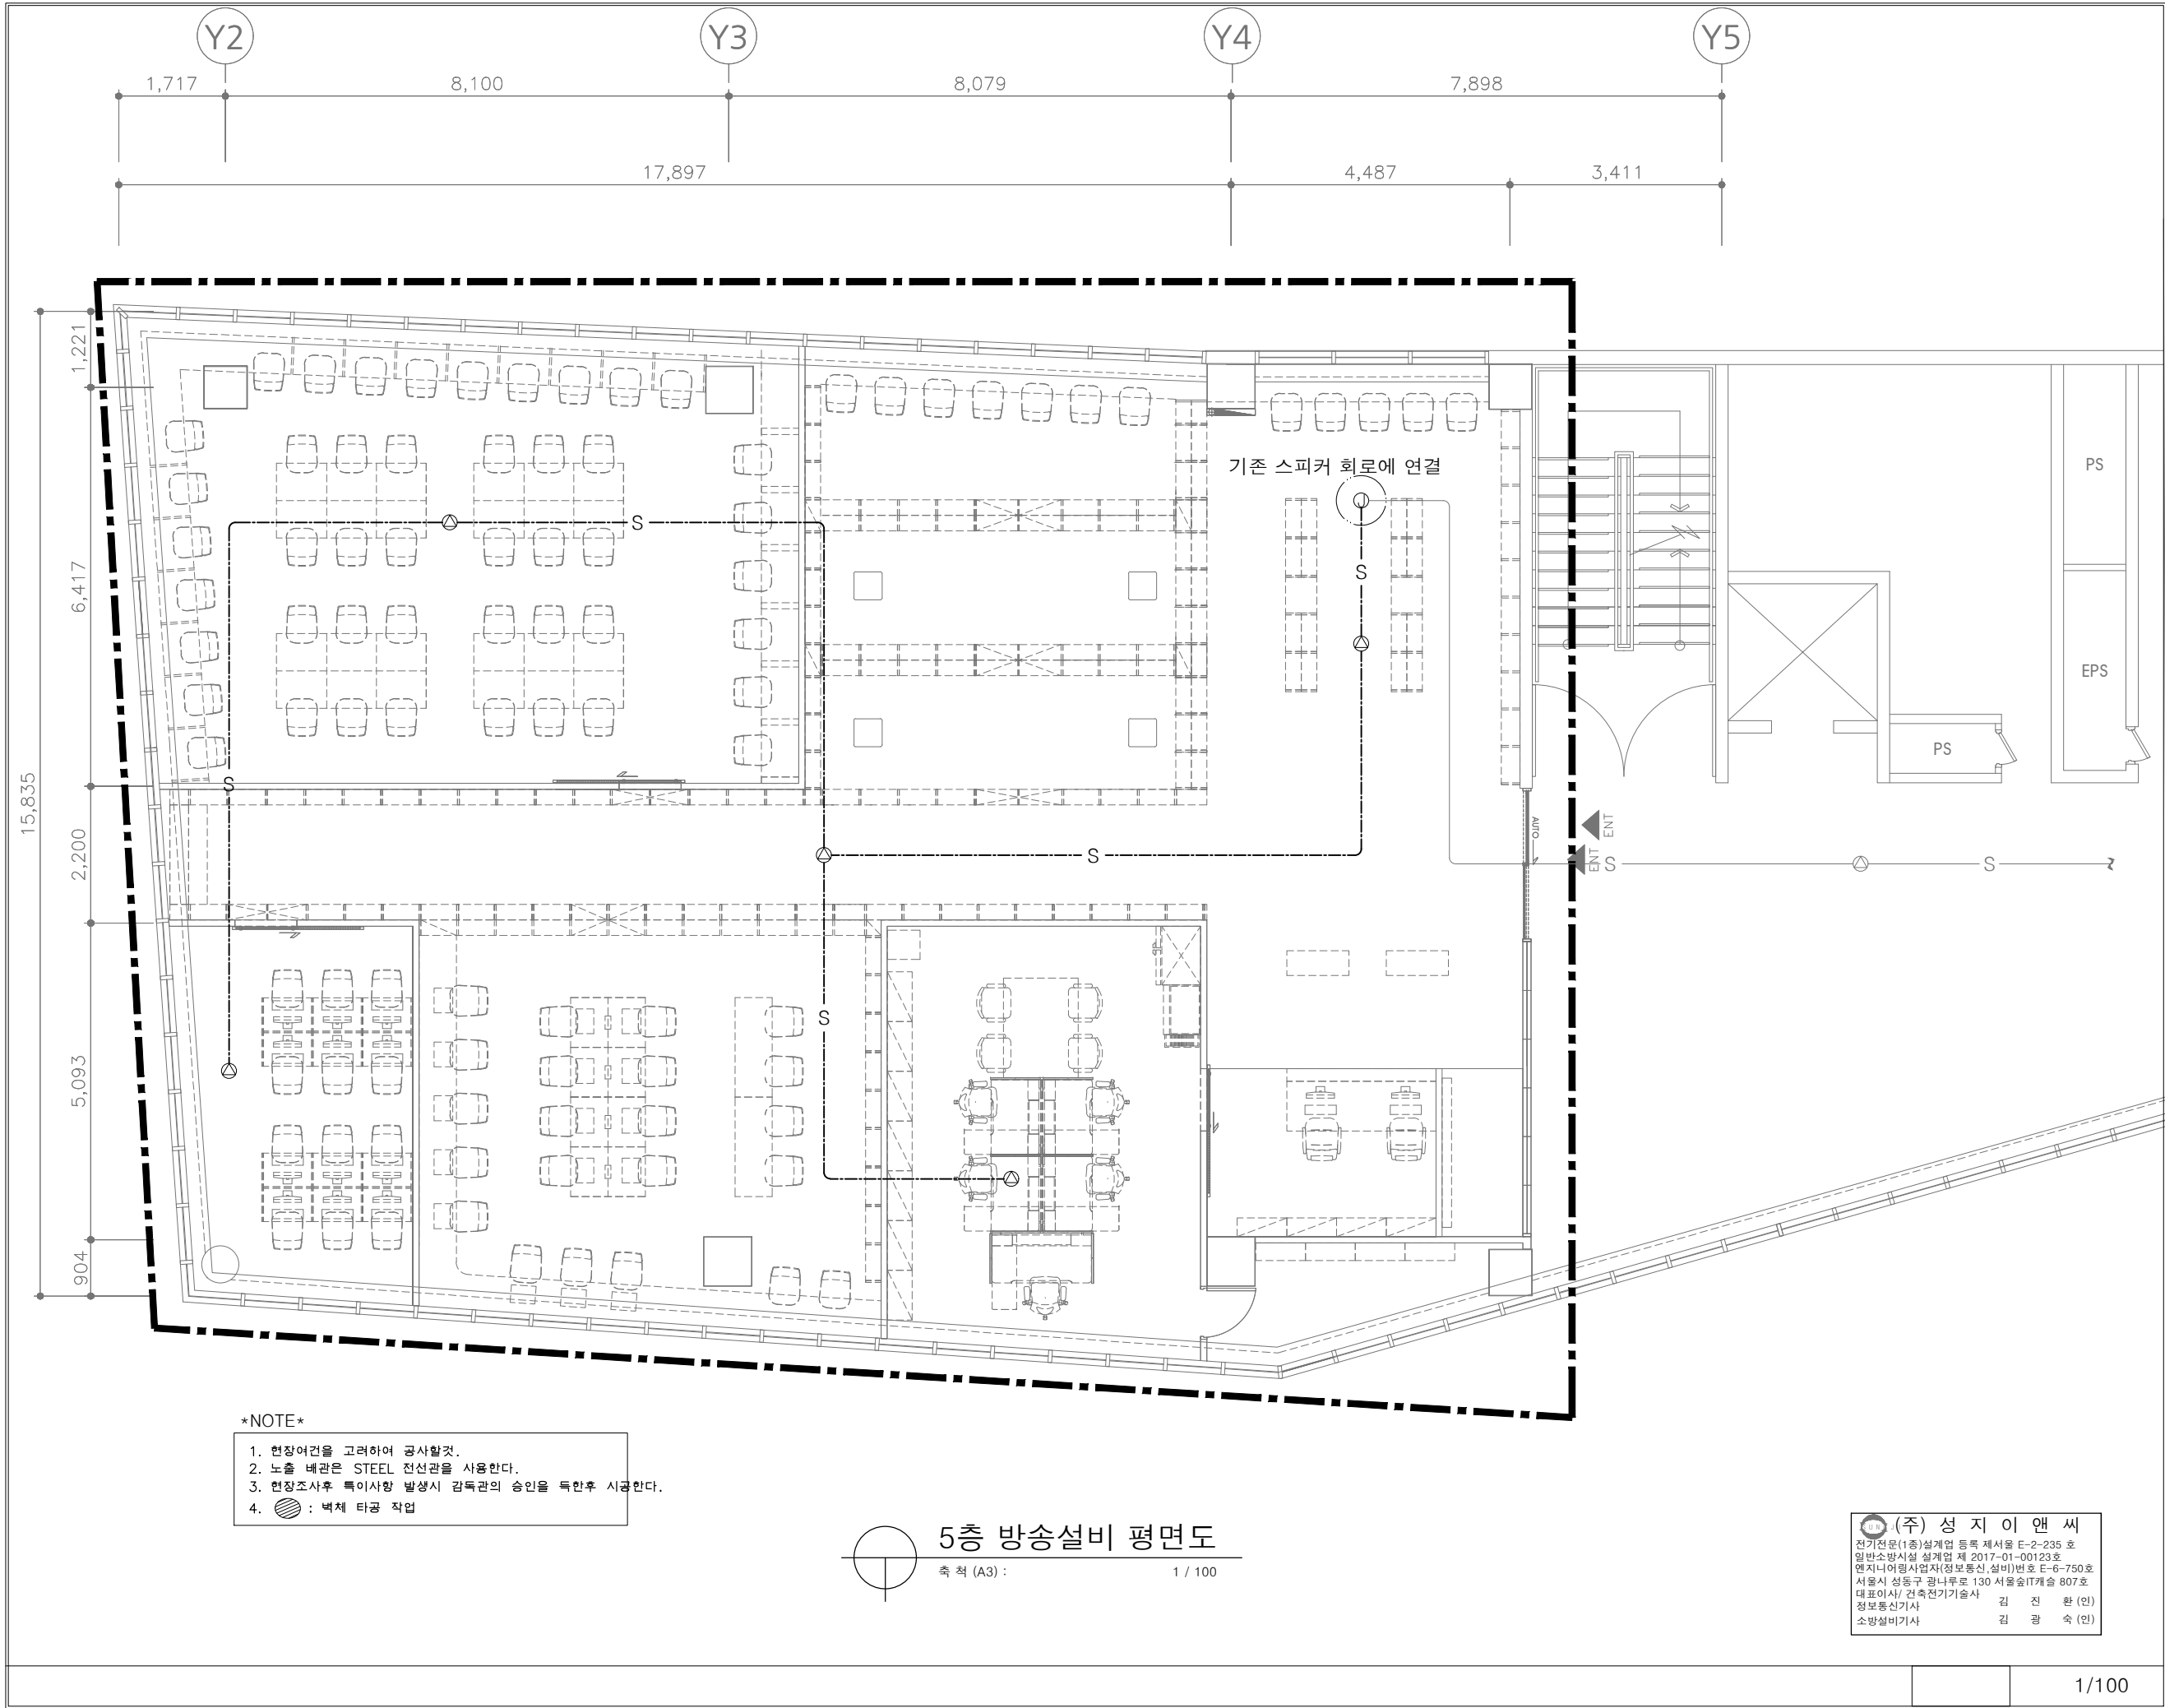 Y2 Y3 Y4 Y5
1,717 8,100 8,079 7,898
17,897 4,487 3,411
1,221
6,417
15,835
2,200
5,093
904
기존 스피커 회로에 연결
J
S
S
S
S
S
S
S
PS
EPS
PS
AUTO
ENT
ENT
*NOTE*
1. 현장여건을 고려하여 공사할것.
2. 노출 배관은 STEEL 전선관을 사용한다.
3. 현장조사후 특이사항 발생시 감독관의 승인을 득한후 시공한다.
4. : 벽체 타공 작업
5층 방송설비 평면도
축 척 (A3) : 1 / 100
(주) 성 지 이 앤 씨
전기전문(1종)설계업 등록 제서울 E-2-235 호
일반소방시설 설계업 제 2017-01-00123호
엔지니어링사업자(정보통신,설비)번호 E-6-750호
서울시 성동구 광나루로 130 서울숲IT캐슬 807호
대표이사/ 건축전기기술사
정보통신기사 김 진 환 (인)
소방설비기사 김 광 숙 (인)
1/100